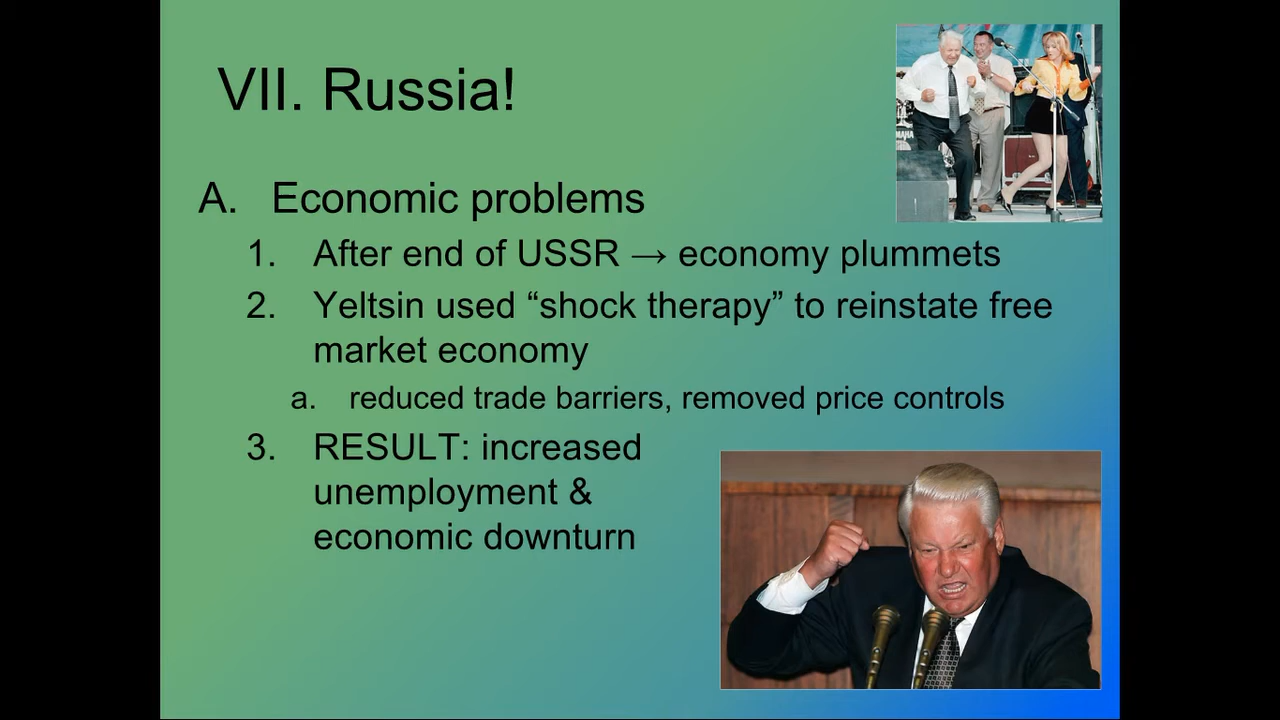 VII. Russia!
A. Economic problems
1. After end of USSR → economy plummets
2. Yeltsin used “shock therapy” to reinstate free
market economy
a. reduced trade barriers, removed price controls
3. RESULT: increased
unemployment &
economic downturn
YAMAHA